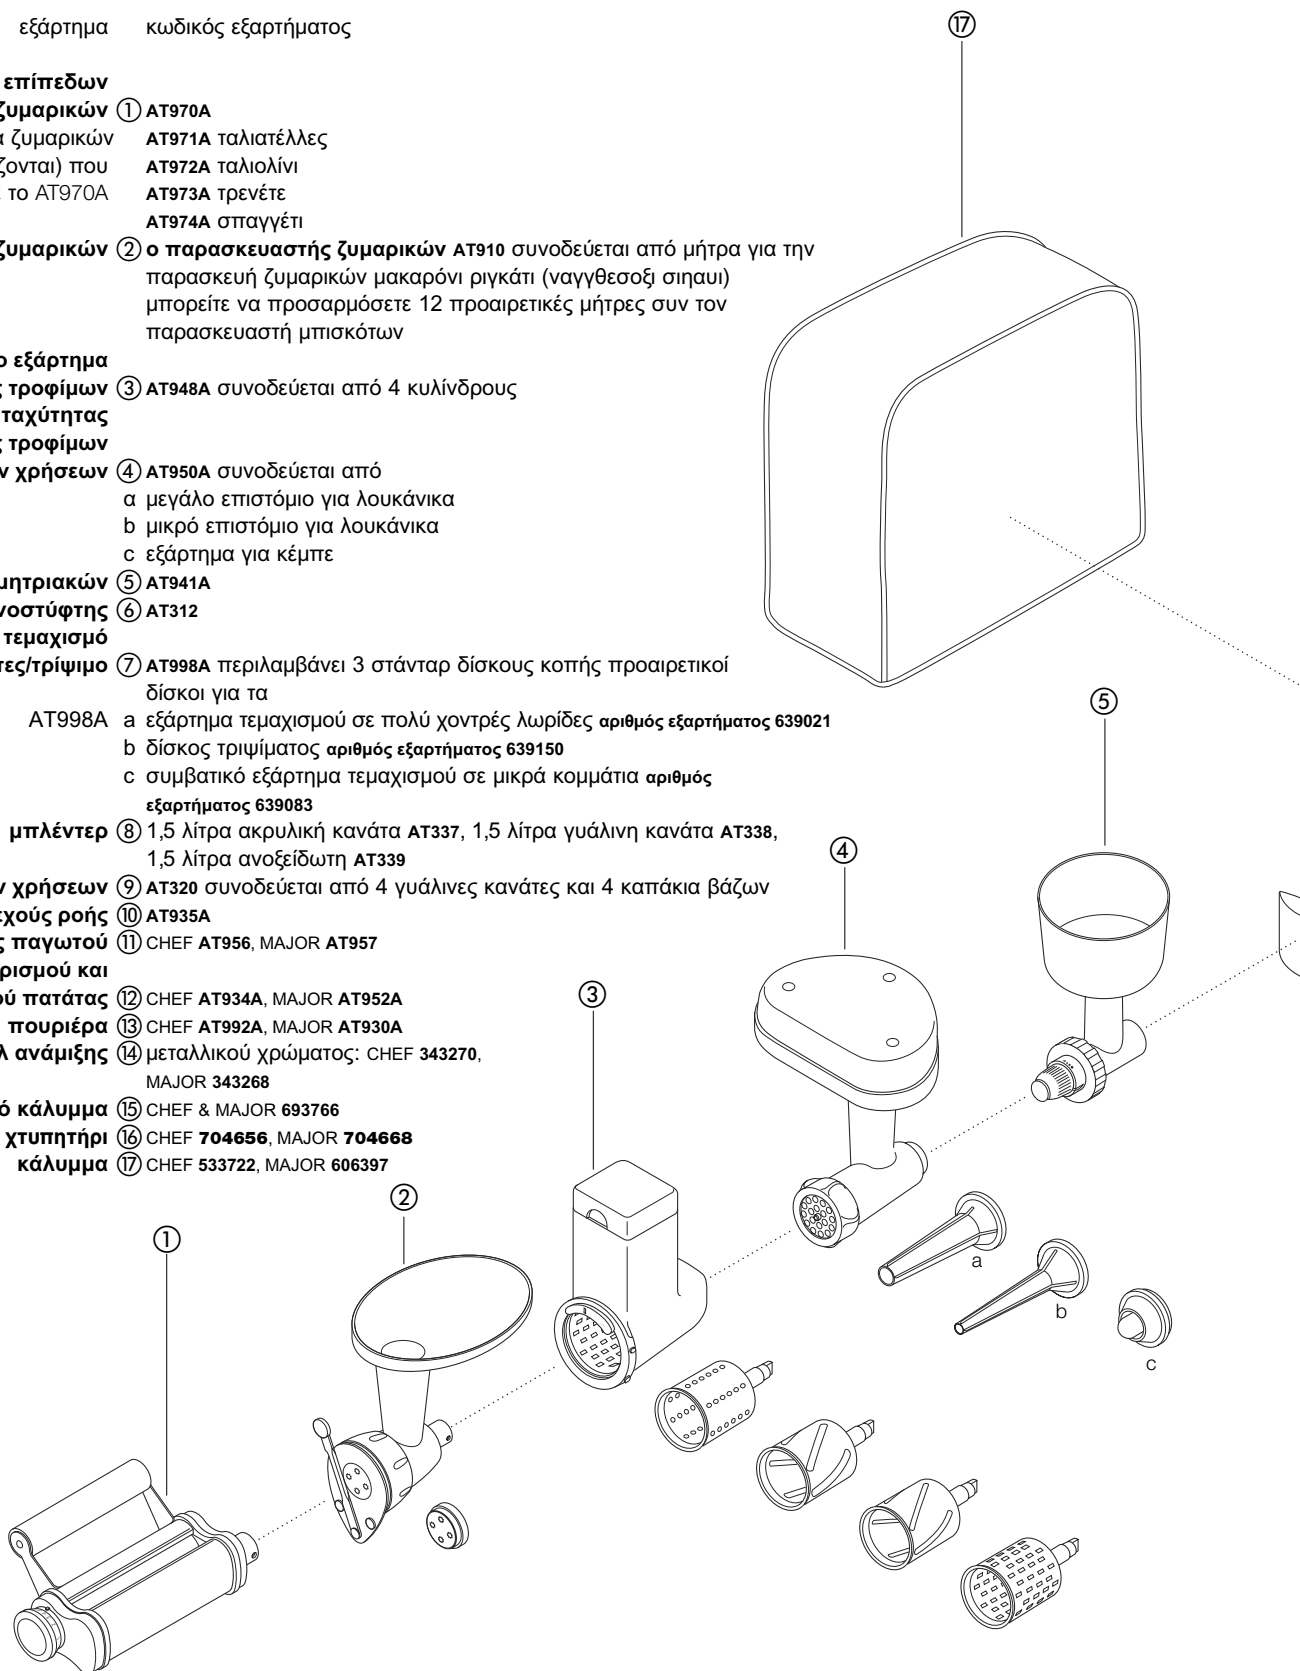 εξάρτημα κωδικός εξαρτήματος
επίπεδων
ζυμαρικών ① AT970A
ζυμαρικών AT971A ταλιατέλλες
που AT972A ταλιολίνι
το AT970A AT973A τρενέτε
AT974A σπαγγέτι
ζυμαρικών ② ο παρασκευαστής ζυμαρικών AT910 συνοδεύεται από μήτρα για την
παρασκευή ζυμαρικών μακαρόνι ριγκάτι (ναγγθεσοξι σιηαυι)
μπορείτε να προσαρμόσετε 12 προαιρετικές μήτρες συν τον
παρασκευαστή μπισκότων
εξάρτημα
τροφίμων ③ AT948A συνοδεύεται από 4 κυλίνδρους
ταχύτητας
τροφίμων
χρήσεων ④ AT950A συνοδεύεται από
α μεγάλο επιστόμιο για λουκάνικα
b μικρό επιστόμιο για λουκάνικα
c εξάρτημα για κέμπε
μητριακών ⑤ AT941A
νοστύφτης ⑥ AT312
τεμαχισμό
τες/τρίψιμο ⑦ AT998A περιλαμβάνει 3 στάνταρ δίσκους κοπής προαιρετικοί
δίσκοι για τα
AT998A a εξάρτημα τεμαχισμού σε πολύ χοντρές λωρίδες αριθμός εξαρτήματος 639021
b δίσκος τριψίματος αριθμός εξαρτήματος 639150
c συμβατικό εξάρτημα τεμαχισμού σε μικρά κομμάτια αριθμός
εξαρτήματος 639083
μπλέντερ ⑧ 1,5 λίτρα ακρυλική κανάτα AT337, 1,5 λίτρα γυάλινη κανάτα AT338,
1,5 λίτρα ανοξείδωτη AT339
ν χρήσεων ⑨ AT320 συνοδεύεται από 4 γυάλινες κανάτες και 4 καπάκια βάζων
εχούς ροής ⑩ AT935A
ς παγωτού ⑪ CHEF AT956, MAJOR AT957
ρισμού και
ού πατάτας ⑫ CHEF AT934A, MAJOR AT952A
πουριέρα ⑬ CHEF AT992A, MAJOR AT930A
λ ανάμιξης ⑭ μεταλλικού χρώματος: CHEF 343270,
MAJOR 343268
ό κάλυμμα ⑮ CHEF & MAJOR 693766
χτυπητήρι ⑯ CHEF 704656, MAJOR 704668
κάλυμμα ⑰ CHEF 533722, MAJOR 606397
⑰
⑤
④
③
②
①
a
b
c